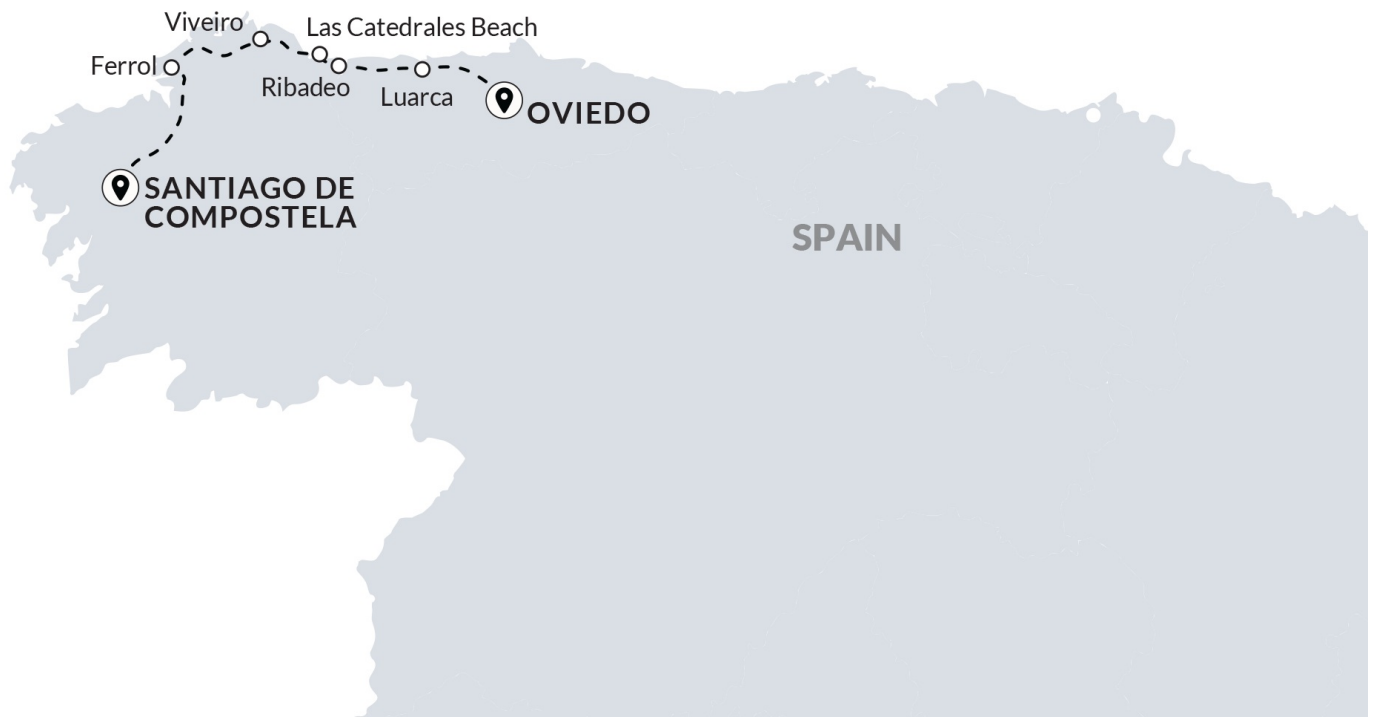 Viveiro
Las Catedrales Beach
Ferrol
Ribadeo
Luarca
OVIEDO
SANTIAGO DE
COMPOSTELA
SPAIN